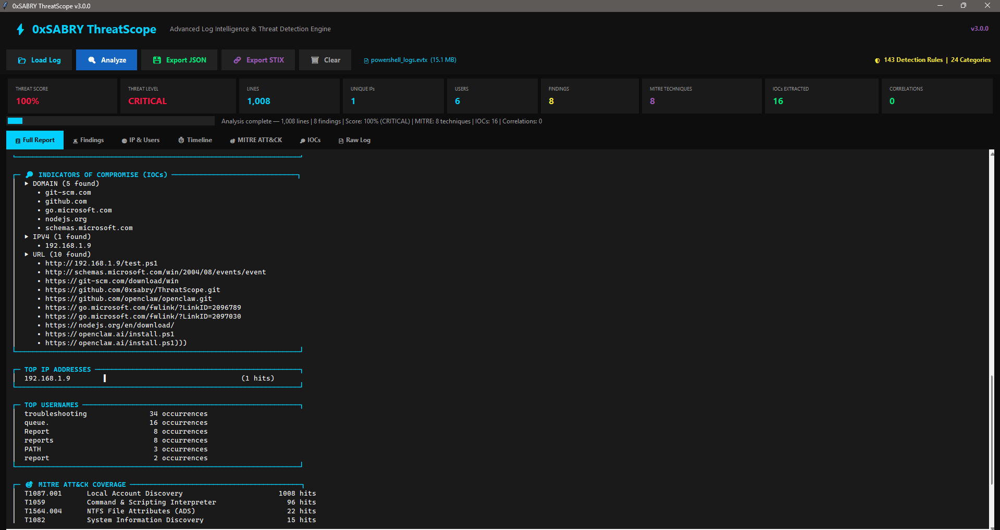 0xSABRY ThreatScope v3.0.0
0xSABRY ThreatScope
Advanced Log Intelligence & Threat Detection Engine
v3.0.0
Load Log
Analyze
Export JSON
Export STIX
Clear
powershell_logs.evtx (15.1 MB)
143 Detection Rules | 24 Categories
THREAT SCORE
100%
THREAT LEVEL
CRITICAL
LINES
1,008
UNIQUE IPs
1
USERS
6
FINDINGS
8
MITRE TECHNIQUES
8
IOCs EXTRACTED
16
CORRELATIONS
0
Analysis complete — 1,008 lines | 8 findings | Score: 100% (CRITICAL) | MITRE: 8 techniques | IOCs: 16 | Correlations: 0
Full Report
Findings
IP & Users
Timeline
MITRE ATT&CK
IOCs
Raw Log
INDICATORS OF COMPROMISE (IOCs)
► DOMAIN (5 found)
• git-scm.com
• github.com
• go.microsoft.com
• nodejs.org
• schemas.microsoft.com
► IPV4 (1 found)
• 192.168.1.9
► URL (10 found)
• http://192.168.1.9/test.ps1
• http://schemas.microsoft.com/win/2004/08/events/event
• https://git-scm.com/download/win
• https://github.com/0xsabry/ThreatScope.git
• https://github.com/openclaw/openclaw.git
• https://go.microsoft.com/fwlink/?LinkID=2096789
• https://go.microsoft.com/fwlink/?LinkID=2097030
• https://nodejs.org/en/download/
• https://openclaw.ai/install.ps1
• https://openclaw.ai/install.ps1)))
TOP IP ADDRESSES
192.168.1.9 (1 hits)
TOP USERNAMES
troubleshooting 34 occurrences
queue. 16 occurrences
Report 8 occurrences
reports 8 occurrences
PATH 3 occurrences
report 2 occurrences
MITRE ATT&CK COVERAGE
T1087.001 Local Account Discovery 1008 hits
T1059 Command & Scripting Interpreter 96 hits
T1564.004 NTFS File Attributes (ADS) 22 hits
T1082 System Information Discovery 15 hits